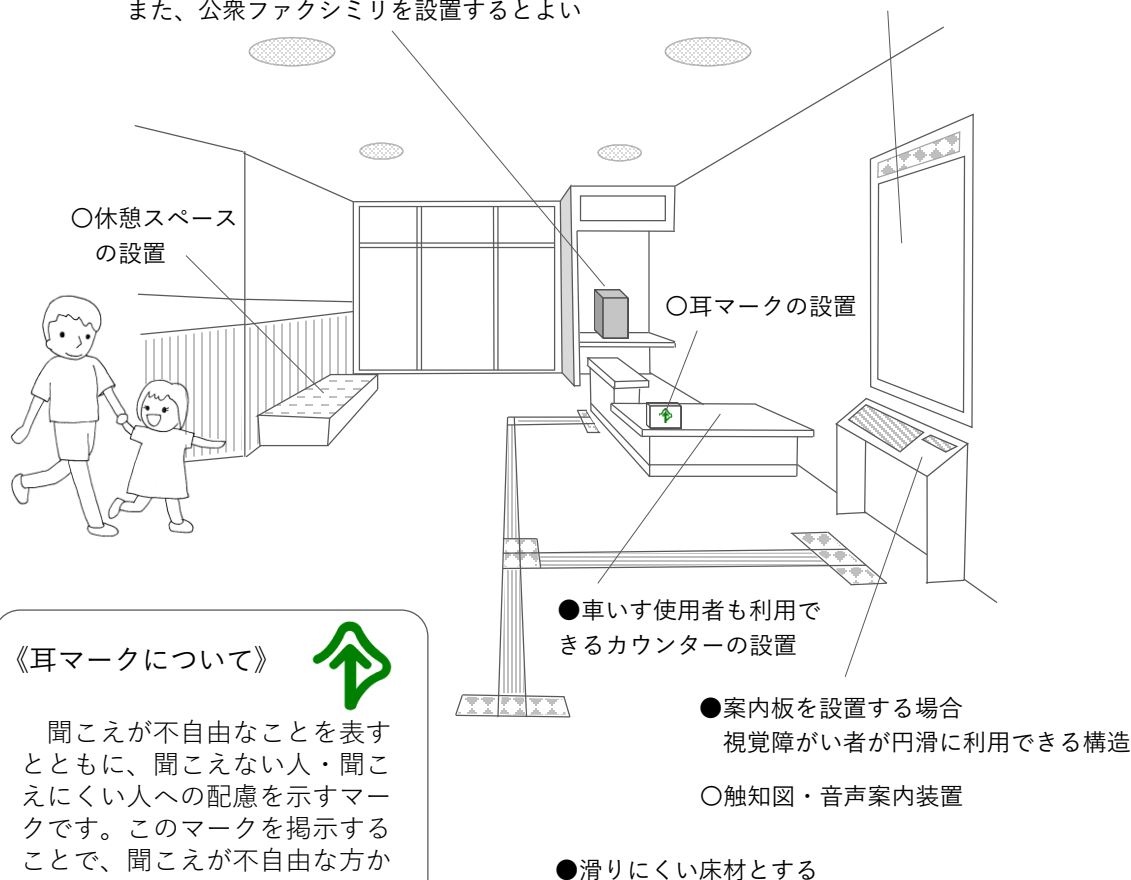 また、公衆ファクシミリを設置するとよい
〇休憩スペース
の設置
〇耳マークの設置
●車いす使用者も利用で
きるカウンターの設置
●案内板を設置する場合
視覚障がい者が円滑に利用できる構造
〇触知図・音声案内装置
《耳マークについて》
聞こえが不自由なことを表す
とともに、聞こえない人・聞こ
えにくい人への配慮を示すマー
クです。このマークを掲示する
ことで、聞こえが不自由な方か
●滑りにくい床材とする